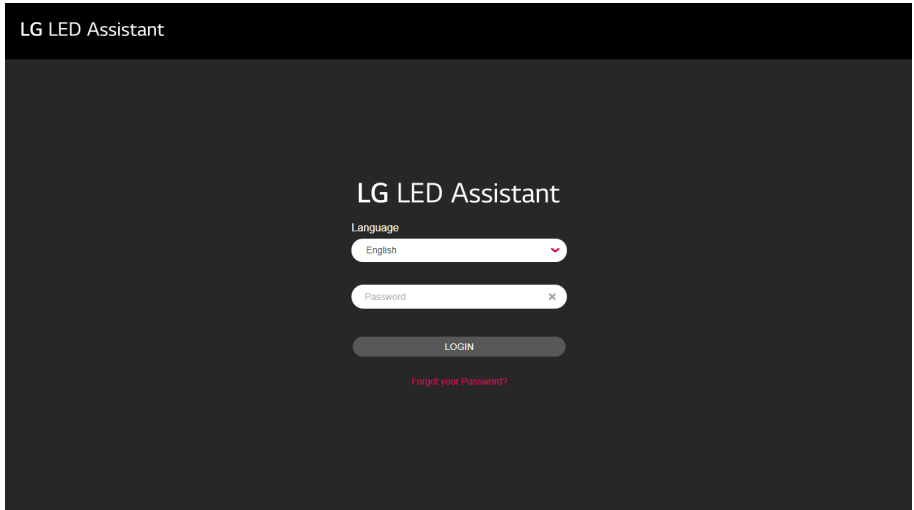 LG LED Assistant
LG LED Assistant
Language
English
Password
LOGIN
Forgot your Password?